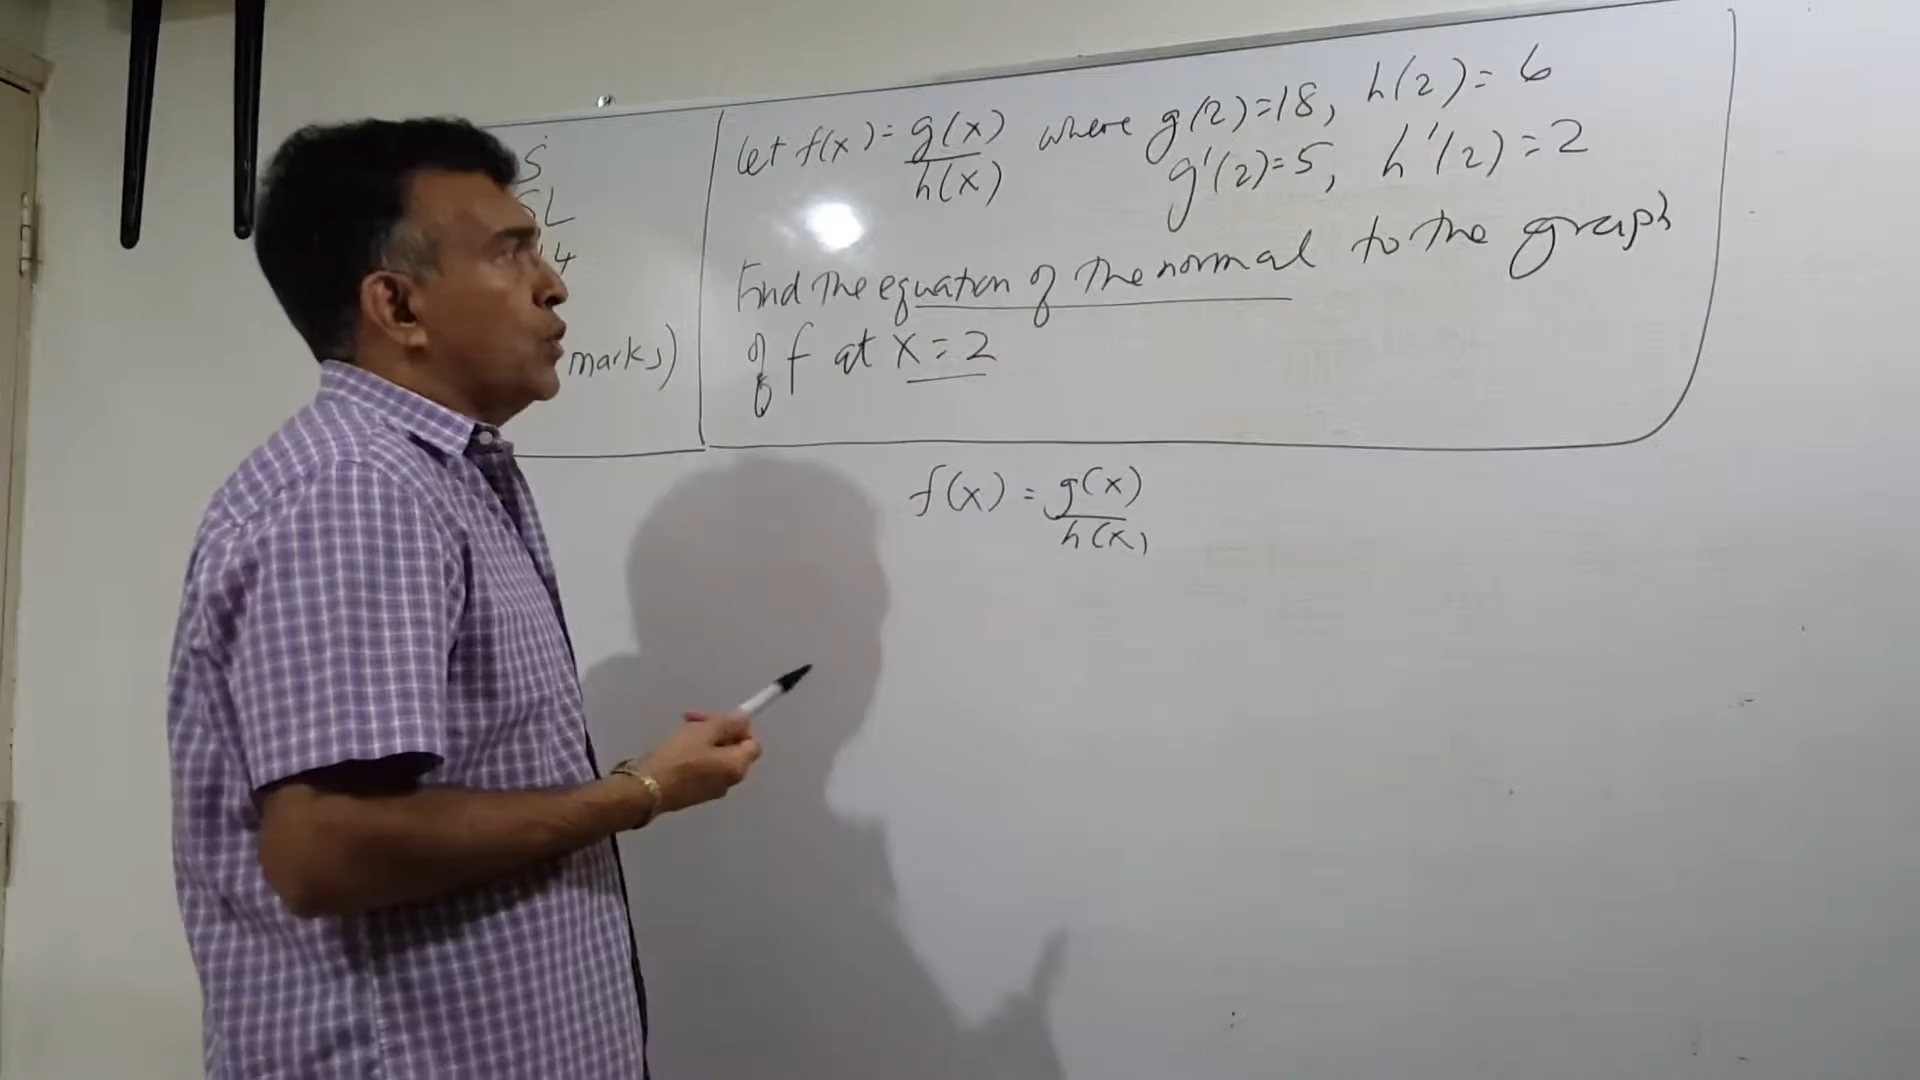 S
SL
4
marks)
Let f(x) = g(x)/h(x) where g(2)=18, h(2)=6
g'(2)=5, h'(2)=2
Find the equation of the normal to the graph
of f at x=2
f(x) = g(x)/h(x)